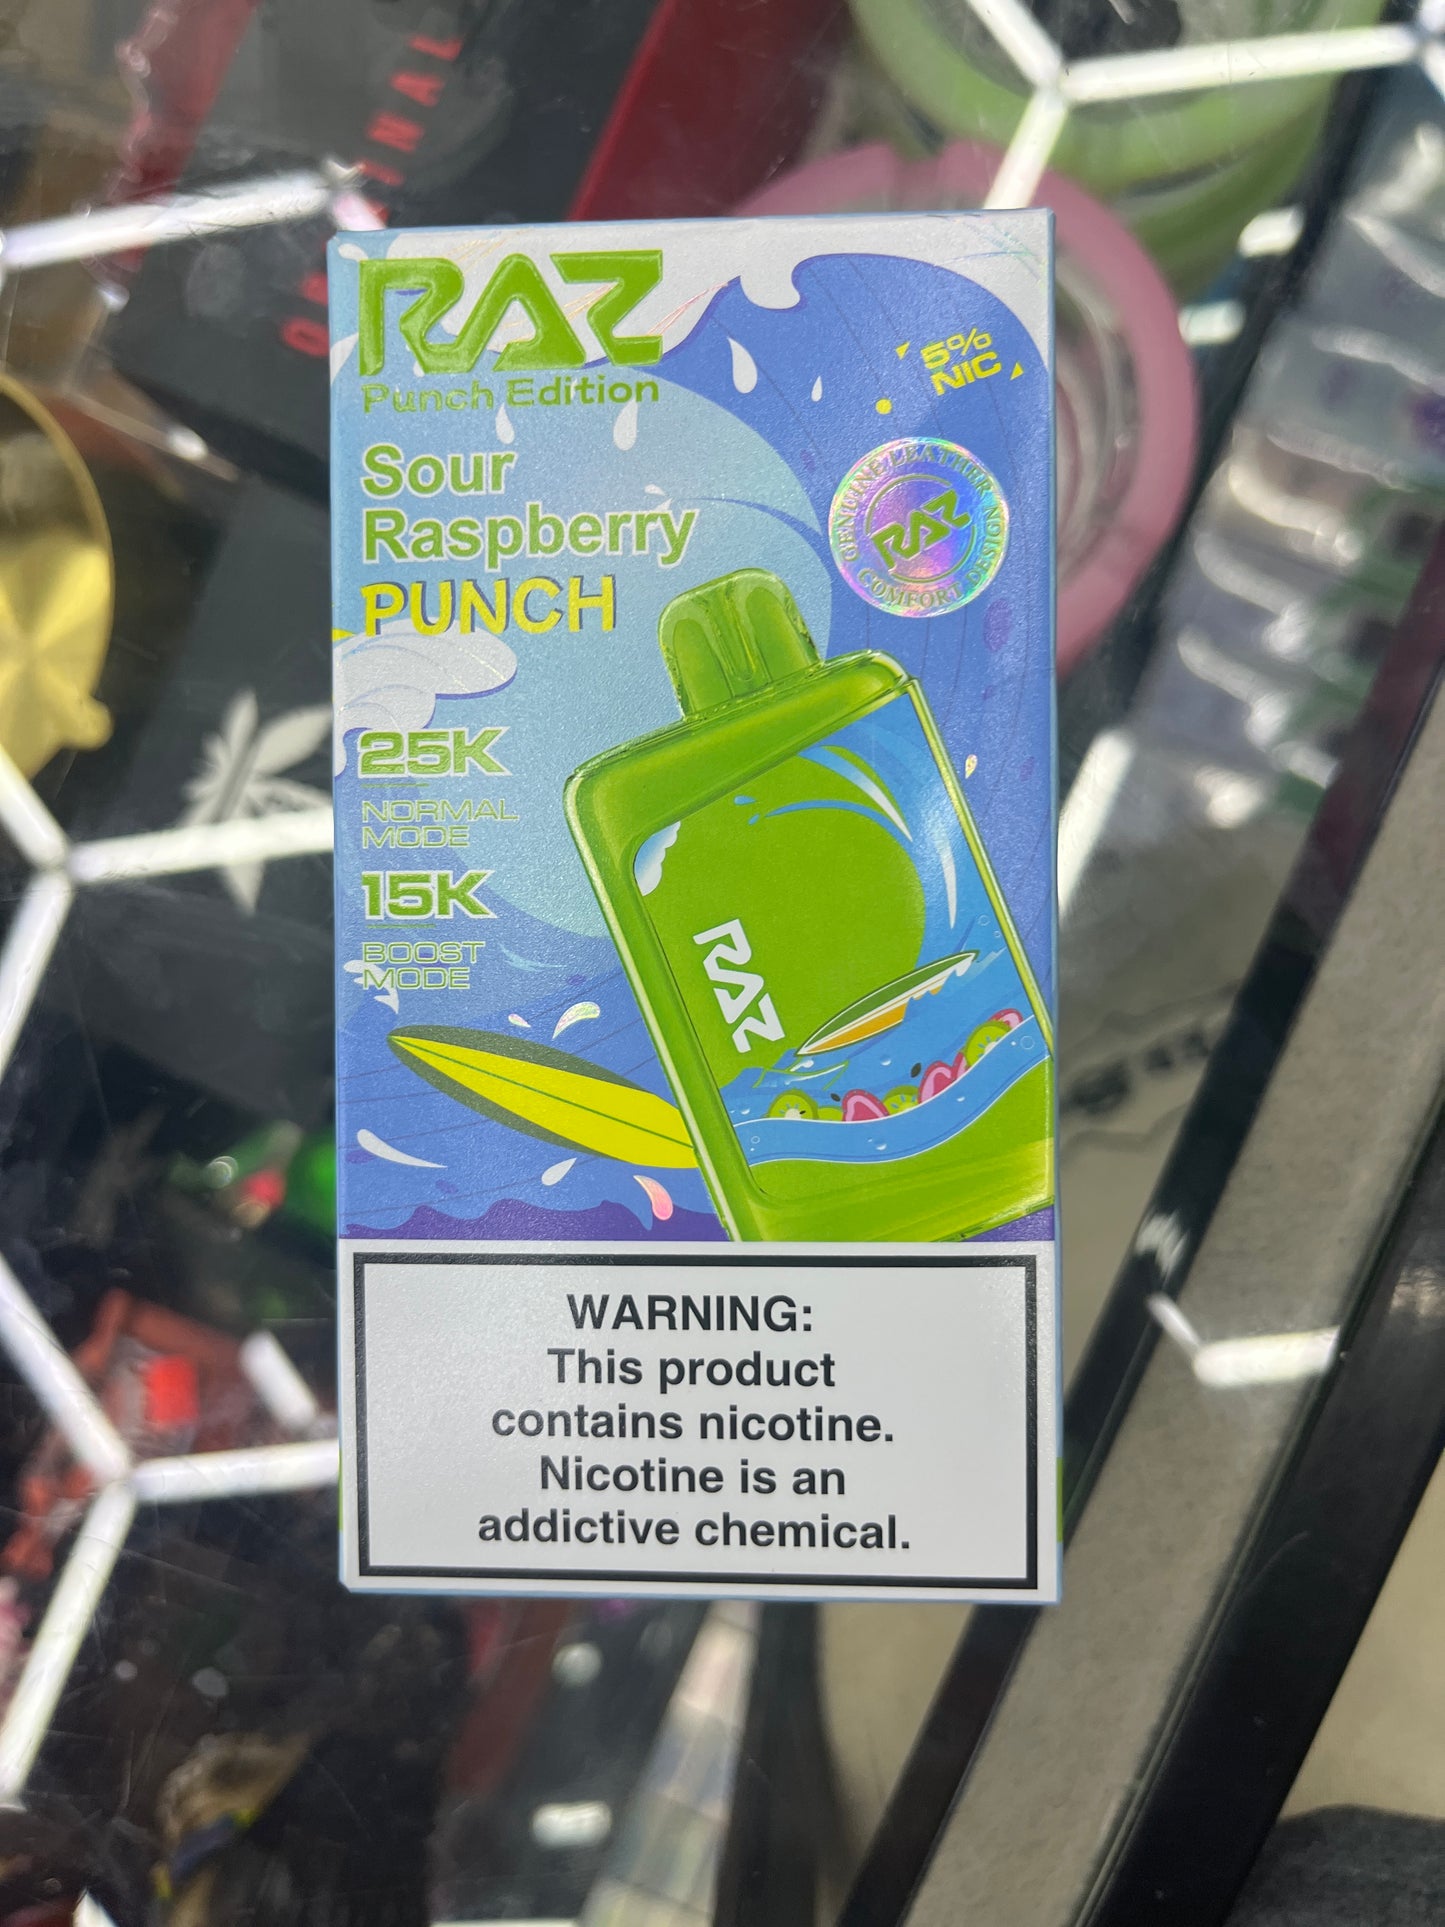 RAZ
Punch Edition
5%
NIC
Sour
Raspberry
PUNCH
GENUINE LEATHER
RAZ
COMFORT DESIGN
25K
NORMAL
MODE
15K
BOOST
MODE
RAZ
WARNING:
This product
contains nicotine.
Nicotine is an
addictive chemical.